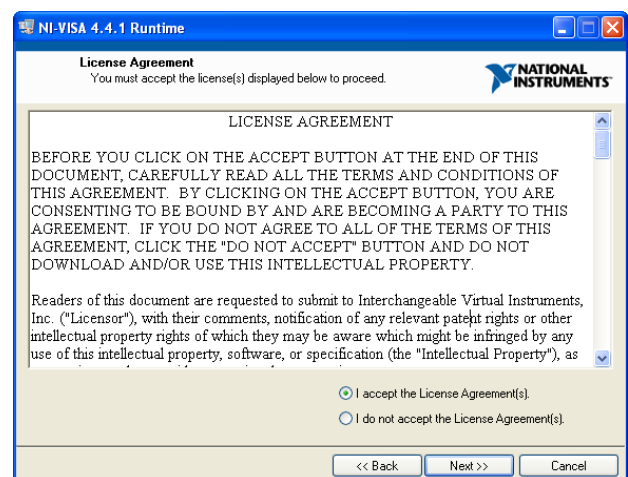 NI-VISA 4.4.1 Runtime
License Agreement
You must accept the license(s) displayed below to proceed.
NATIONAL
INSTRUMENTS
LICENSE AGREEMENT
BEFORE YOU CLICK ON THE ACCEPT BUTTON AT THE END OF THIS
DOCUMENT, CAREFULLY READ ALL THE TERMS AND CONDITIONS OF
THIS AGREEMENT.  BY CLICKING ON THE ACCEPT BUTTON, YOU ARE
CONSENTING TO BE BOUND BY AND ARE BECOMING A PARTY TO THIS
AGREEMENT.  IF YOU DO NOT AGREE TO ALL OF THE TERMS OF THIS
AGREEMENT, CLICK THE "DO NOT ACCEPT" BUTTON AND DO NOT
DOWNLOAD AND/OR USE THIS INTELLECTUAL PROPERTY.
Readers of this document are requested to submit to Interchangeable Virtual Instruments,
Inc. ("Licensor"), with their comments, notification of any relevant patent rights or other
intellectual property rights of which they may be aware which might be infringed by any
use of this intellectual property, software, or specification (the "Intellectual Property"), as
I accept the License Agreement(s).
I do not accept the License Agreement(s).
<< Back
Next >>
Cancel